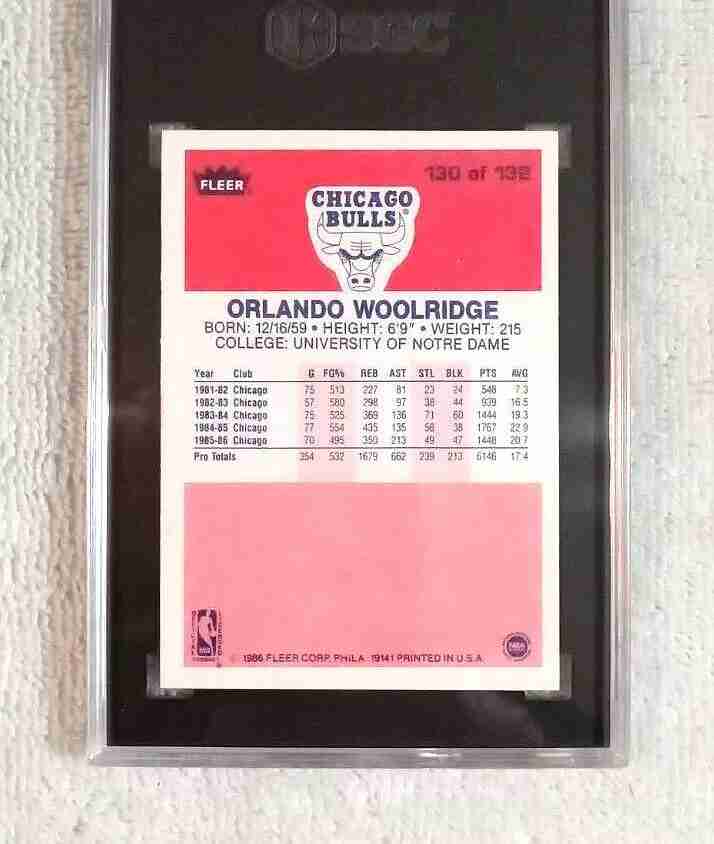 SGC
FLEER
130 of 132
CHICAGO
BULLS
ORLANDO WOOLRIDGE
BORN: 12/16/59 • HEIGHT: 6'9" • WEIGHT: 215
COLLEGE: UNIVERSITY OF NOTRE DAME
Year Club G FG% REB AST STL BLK PTS AVG
1981-82 Chicago 75 513 227 81 23 24 548 7.3
1982-83 Chicago 57 580 298 97 38 44 939 16.5
1983-84 Chicago 75 525 369 136 71 60 1444 19.3
1984-85 Chicago 77 554 435 135 58 38 1767 22.9
1985-86 Chicago 70 495 350 213 49 47 1448 20.7
Pro Totals 354 532 1679 662 239 213 6146 17.4
NBA
© 1986 FLEER CORP. PHILA. 19141 PRINTED IN U.S.A.